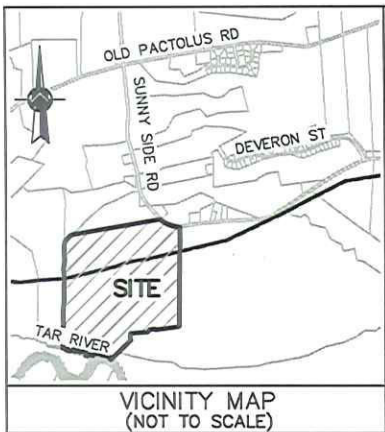 OLD PACTOLUS RD
SUNNY SIDE RD
DEVERON ST
SITE
TAR RIVER
VICINITY MAP
(NOT TO SCALE)